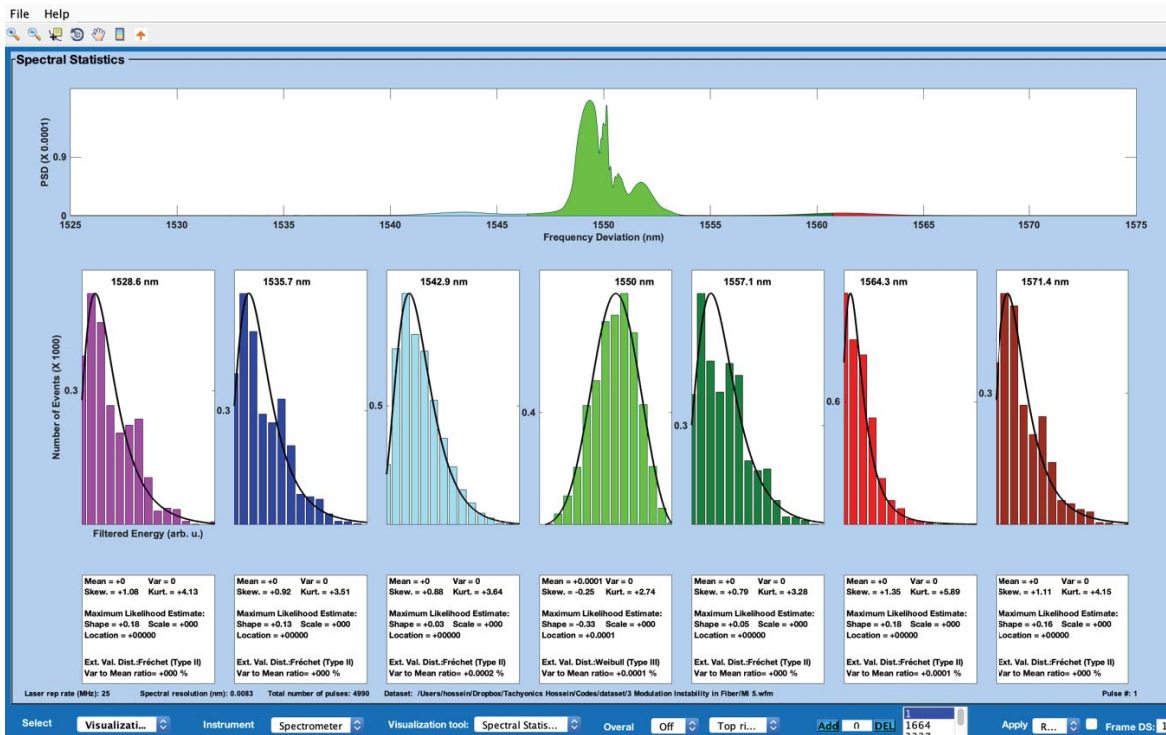 File Help
Spectral Statistics
PSD (X 0.0001)
0.9
0
1525 1530 1535 1540 1545 1550 1555 1560 1565 1570 1575
Frequency Deviation (nm)
1528.6 nm 1535.7 nm 1542.9 nm 1550 nm 1557.1 nm 1564.3 nm 1571.4 nm
Number of Events (X 1000)
0.3 0.3 0.5 0.4 0.3 0.6 0.3
Filtered Energy (arb. u.)
Mean = +0 Var = 0
Skew. = +1.08 Kurt. = +4.13
Maximum Likelihood Estimate:
Shape = +0.18 Scale = +000
Location = +00000
Ext. Val. Dist.:Fréchet (Type II)
Var to Mean ratio= +000 %
Mean = +0 Var = 0
Skew. = +0.92 Kurt. = +3.51
Maximum Likelihood Estimate:
Shape = +0.13 Scale = +000
Location = +00000
Ext. Val. Dist.:Fréchet (Type II)
Var to Mean ratio= +000 %
Mean = +0 Var = 0
Skew. = +0.88 Kurt. = +3.64
Maximum Likelihood Estimate:
Shape = +0.03 Scale = +000
Location = +00000
Ext. Val. Dist.:Fréchet (Type II)
Var to Mean ratio= +0.0002 %
Mean = +0.0001 Var = 0
Skew. = -0.25 Kurt. = +2.74
Maximum Likelihood Estimate:
Shape = -0.33 Scale = +000
Location = +0.0001
Ext. Val. Dist.:Weibull (Type III)
Var to Mean ratio= +0.0001 %
Mean = +0 Var = 0
Skew. = +0.79 Kurt. = +3.28
Maximum Likelihood Estimate:
Shape = +0.05 Scale = +000
Location = +00000
Ext. Val. Dist.:Fréchet (Type II)
Var to Mean ratio= +000 %
Mean = +0 Var = 0
Skew. = +1.35 Kurt. = +5.89
Maximum Likelihood Estimate:
Shape = +0.18 Scale = +000
Location = +00000
Ext. Val. Dist.:Fréchet (Type II)
Var to Mean ratio= +0.0001 %
Mean = +0 Var = 0
Skew. = +1.11 Kurt. = +4.15
Maximum Likelihood Estimate:
Shape = +0.16 Scale = +000
Location = +00000
Ext. Val. Dist.:Fréchet (Type II)
Var to Mean ratio= +000 %
Laser rep rate (MHz): 25 Spectral resolution (nm): 0.0083 Total number of pulses: 4990 Dataset: /Users/hossein/Dropbox/Tachyonics Hossein/Codes/dataset/3 Modulation Instability in Fiber/MI 5.wfm Pulse #: 1
Select Visualizati... Instrument Spectrometer Visualization tool: Spectral Statis... Overal Off Top ri... Add 0 DEL 1 Apply R... Frame DS: 1
1664